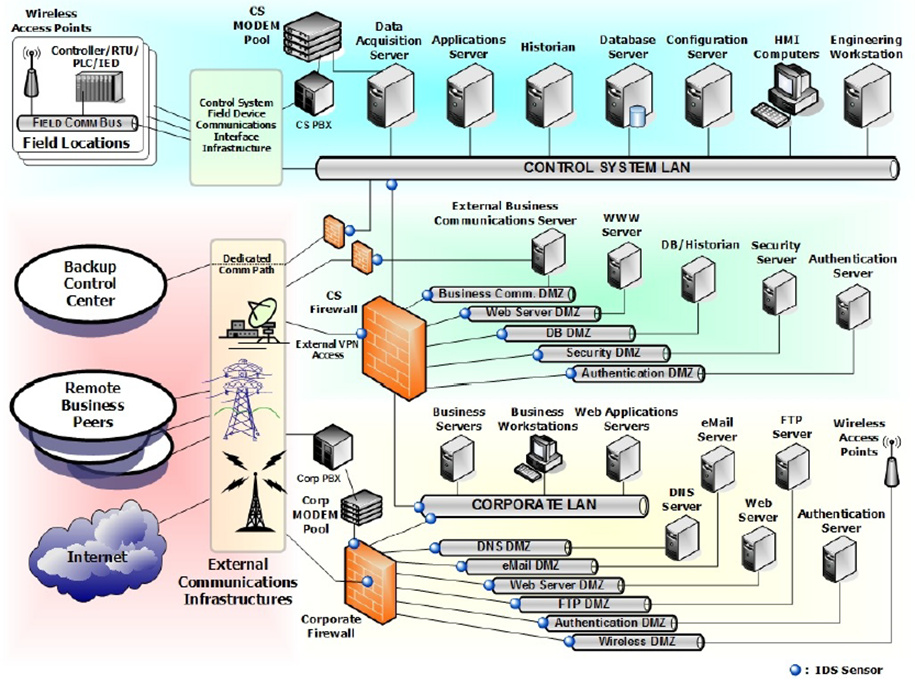 Wireless
Access Points
Controller/RTU/
PLC/IED
FIELD COMM BUS
Field Locations
Control System
Field Device
Communications
Interface
Infrastructure
CS
MODEM
Pool
CS PBX
Data
Acquisition
Server
Applications
Server
Historian
Database
Server
Configuration
Server
HMI
Computers
Engineering
Workstation
CONTROL SYSTEM LAN
External Business
Communications Server
WWW
Server
DB/Historian
Security
Server
Authentication
Server
Backup
Control
Center
Dedicated
Comm Path
CS
Firewall
External VPN
Access
Business Comm. DMZ
Web Server DMZ
DB DMZ
Security DMZ
Authentication DMZ
Remote
Business
Peers
Internet
External
Communications
Infrastructures
Corp PBX
Corp
MODEM
Pool
Corporate
Firewall
Business
Servers
Business
Workstations
Web Applications
Servers
eMail
Server
FTP
Server
Wireless
Access
Points
CORPORATE LAN
DNS
Server
Web
Server
Authentication
Server
DNS DMZ
eMail DMZ
Web Server DMZ
FTP DMZ
Authentication DMZ
Wireless DMZ
: IDS Sensor